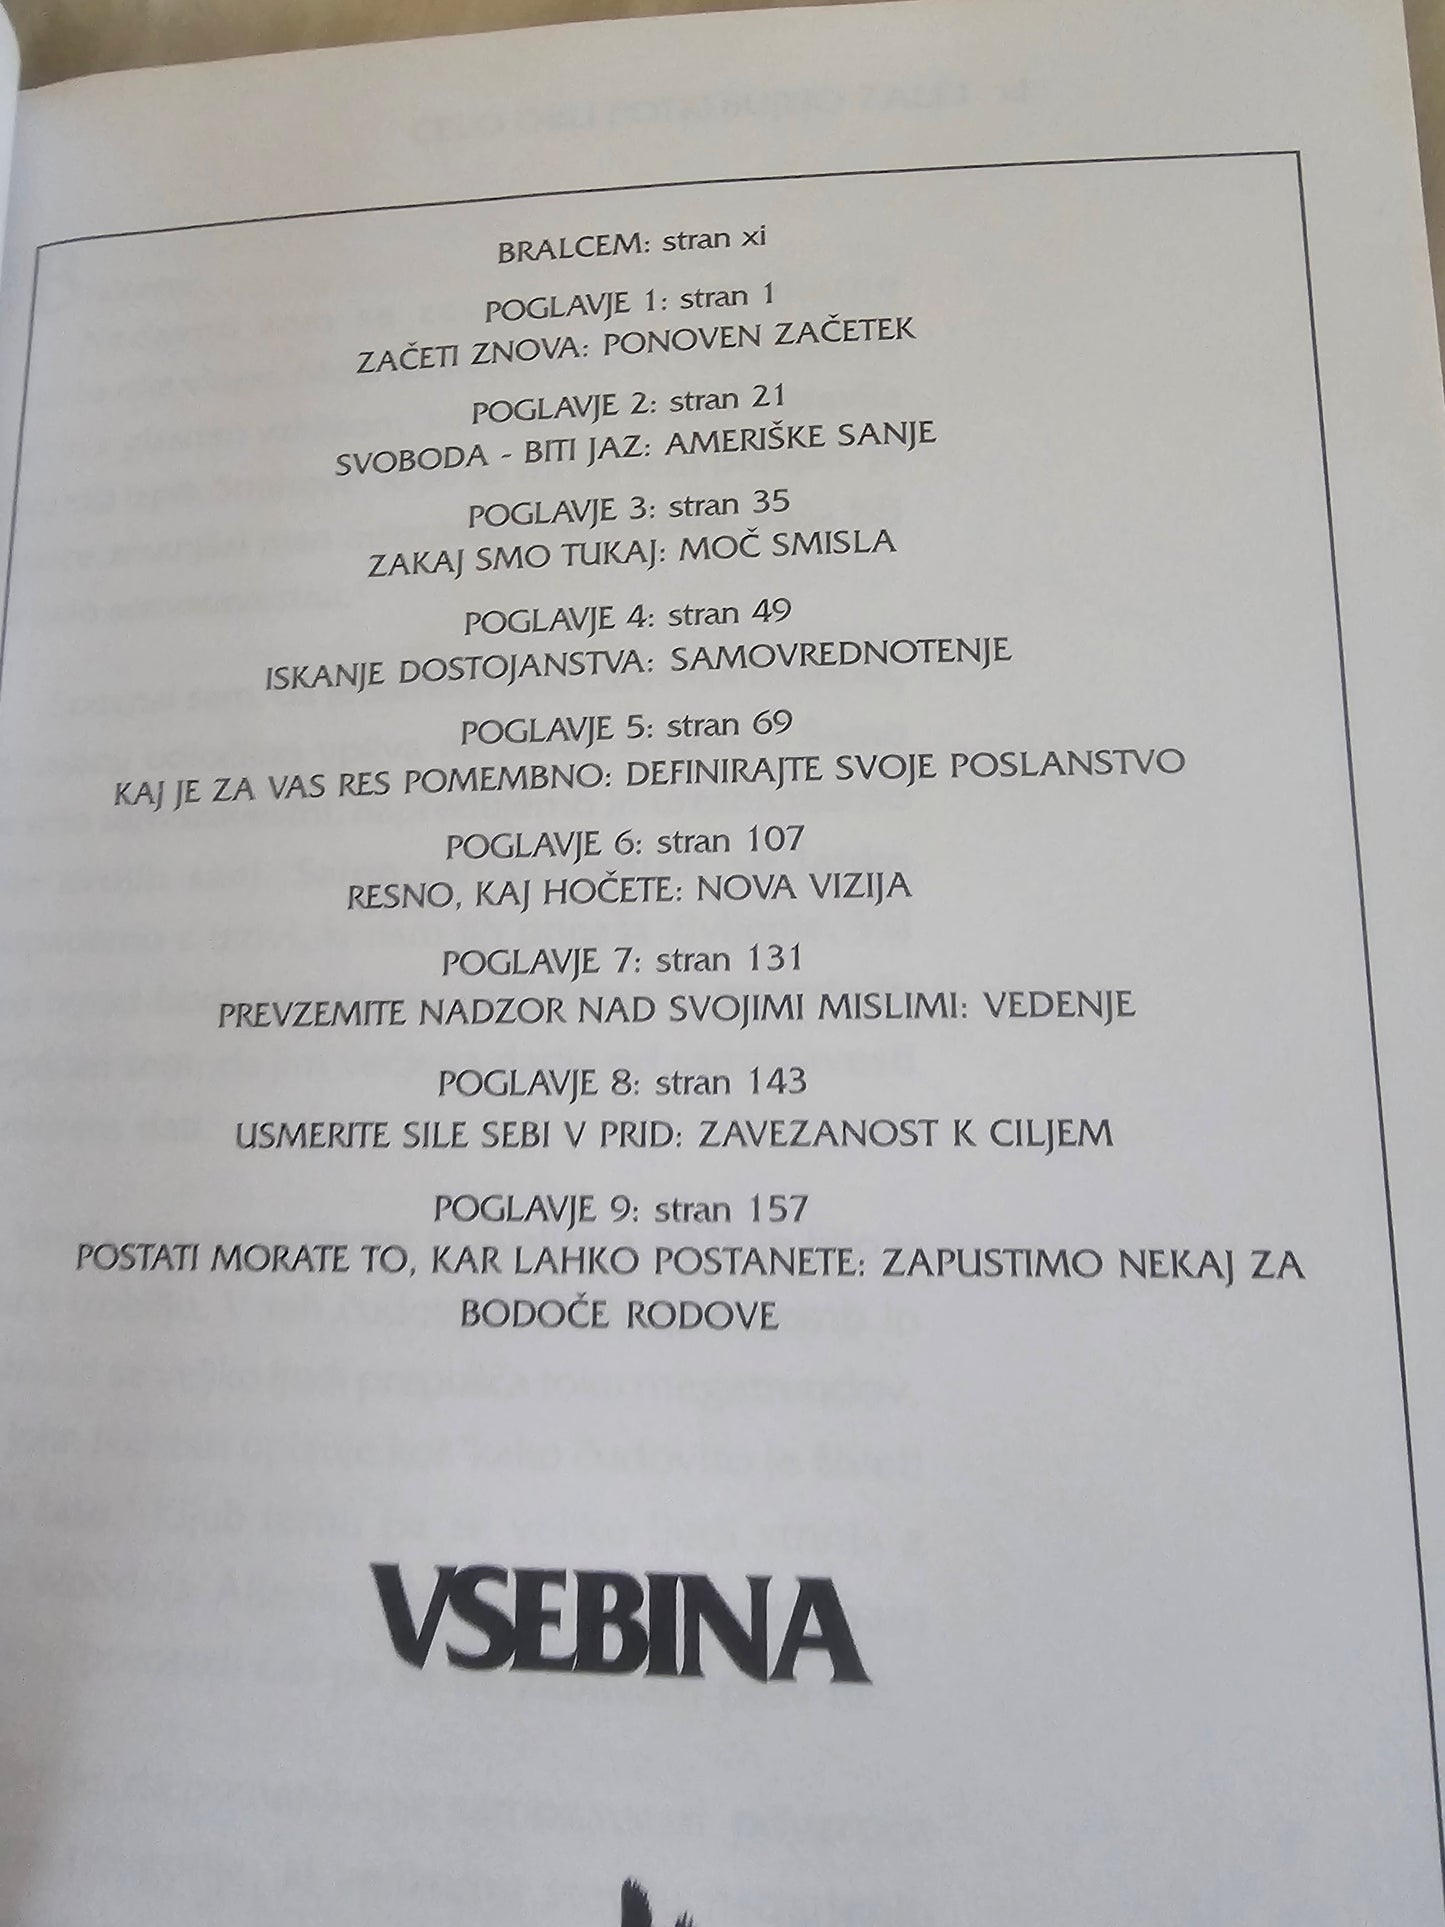 BRALCEM: stran xi
POGLAVJE 1: stran 1
ZAČETI ZNOVA: PONOVEN ZAČETEK
POGLAVJE 2: stran 21
SVOBODA - BITI JAZ: AMERIŠKE SANJE
POGLAVJE 3: stran 35
ZAKAJ SMO TUKAJ: MOČ SMISLA
POGLAVJE 4: stran 49
ISKANJE DOSTOJANSTVA: SAMOVREDNOTENJE
POGLAVJE 5: stran 69
KAJ JE ZA VAS RES POMEMBNO: DEFINIRAJTE SVOJE POSLANSTVO
POGLAVJE 6: stran 107
RESNO, KAJ HOČETE: NOVA VIZIJA
POGLAVJE 7: stran 131
PREVZEMITE NADZOR NAD SVOJIMI MISLIMI: VEDENJE
POGLAVJE 8: stran 143
USMERITE SILE SEBI V PRID: ZAVEZANOST K CILJEM
POGLAVJE 9: stran 157
POSTATI MORATE TO, KAR LAHKO POSTANETE: ZAPUSTIMO NEKAJ ZA
BODOČE RODOVE
VSEBINA